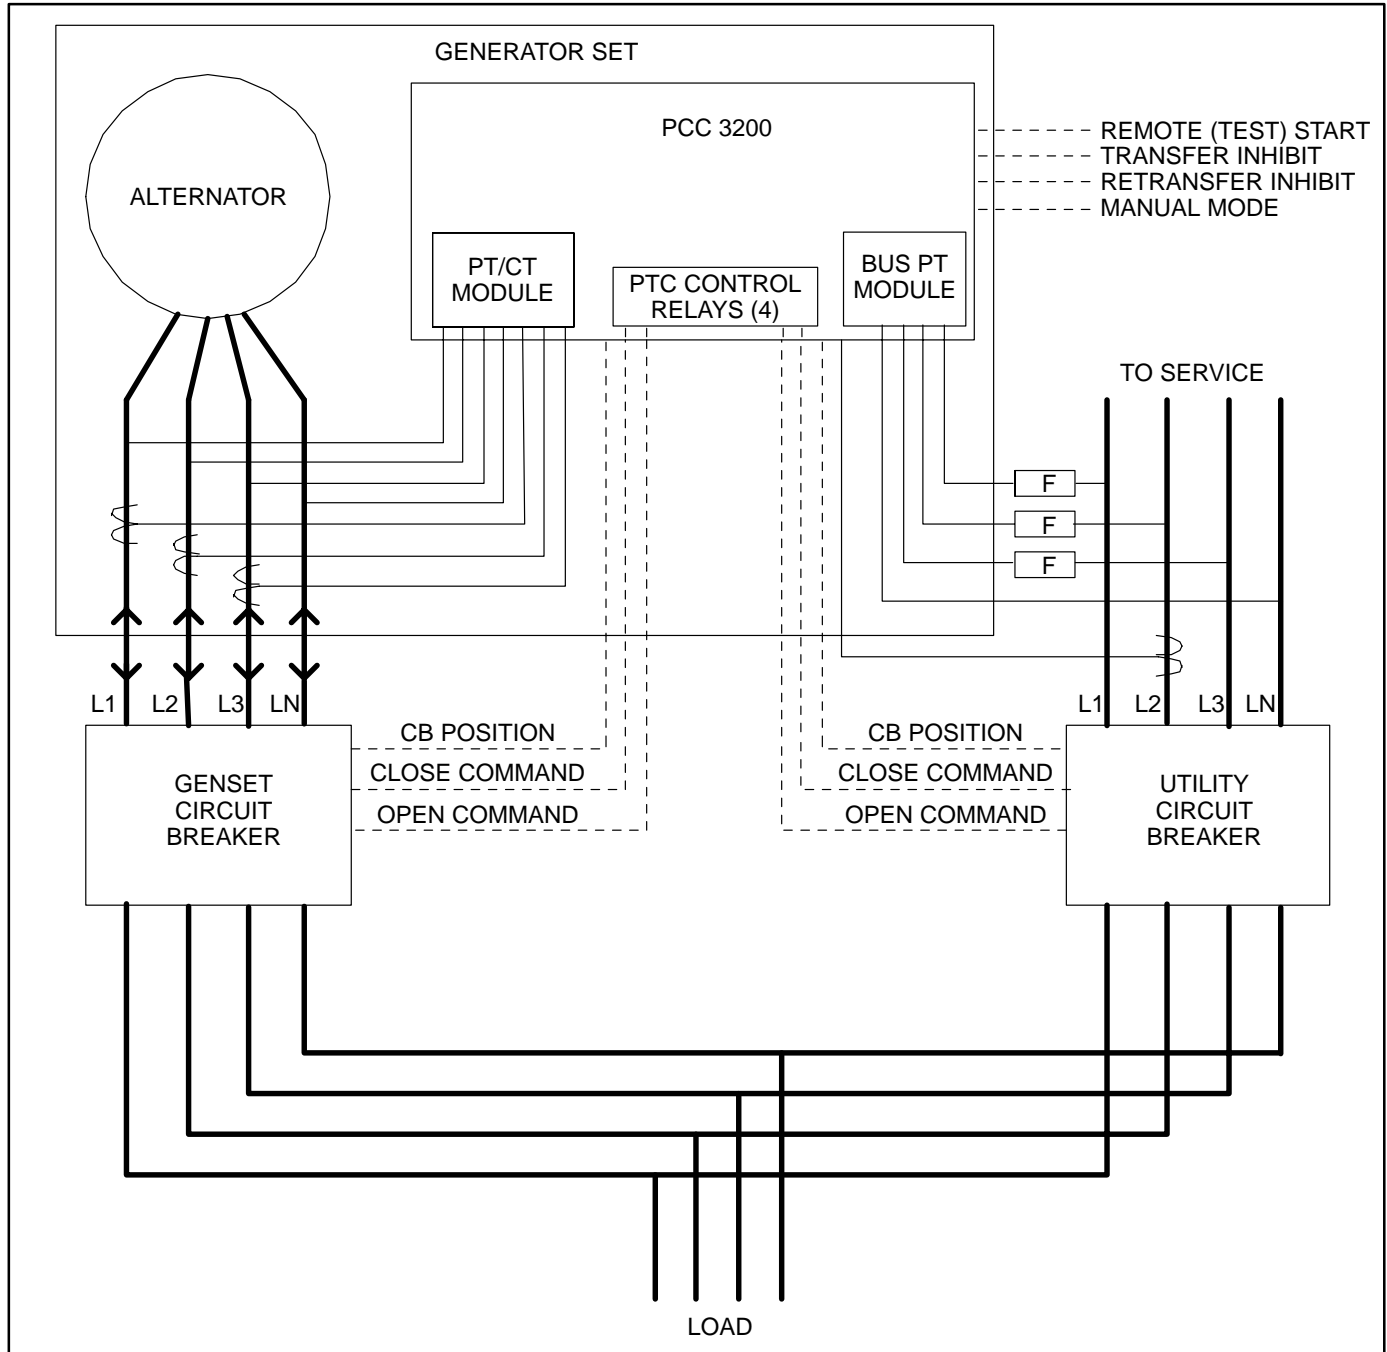 GENERATOR SET
ALTERNATOR
PCC 3200
PT/CT
MODULE
PTC CONTROL
RELAYS (4)
BUS PT
MODULE
REMOTE (TEST) START
TRANSFER INHIBIT
RETRANSFER INHIBIT
MANUAL MODE
TO SERVICE
F
F
F
L1 L2 L3 LN
L1 L2 L3 LN
CB POSITION
CLOSE COMMAND
OPEN COMMAND
CB POSITION
CLOSE COMMAND
OPEN COMMAND
GENSET
CIRCUIT
BREAKER
UTILITY
CIRCUIT
BREAKER
LOAD